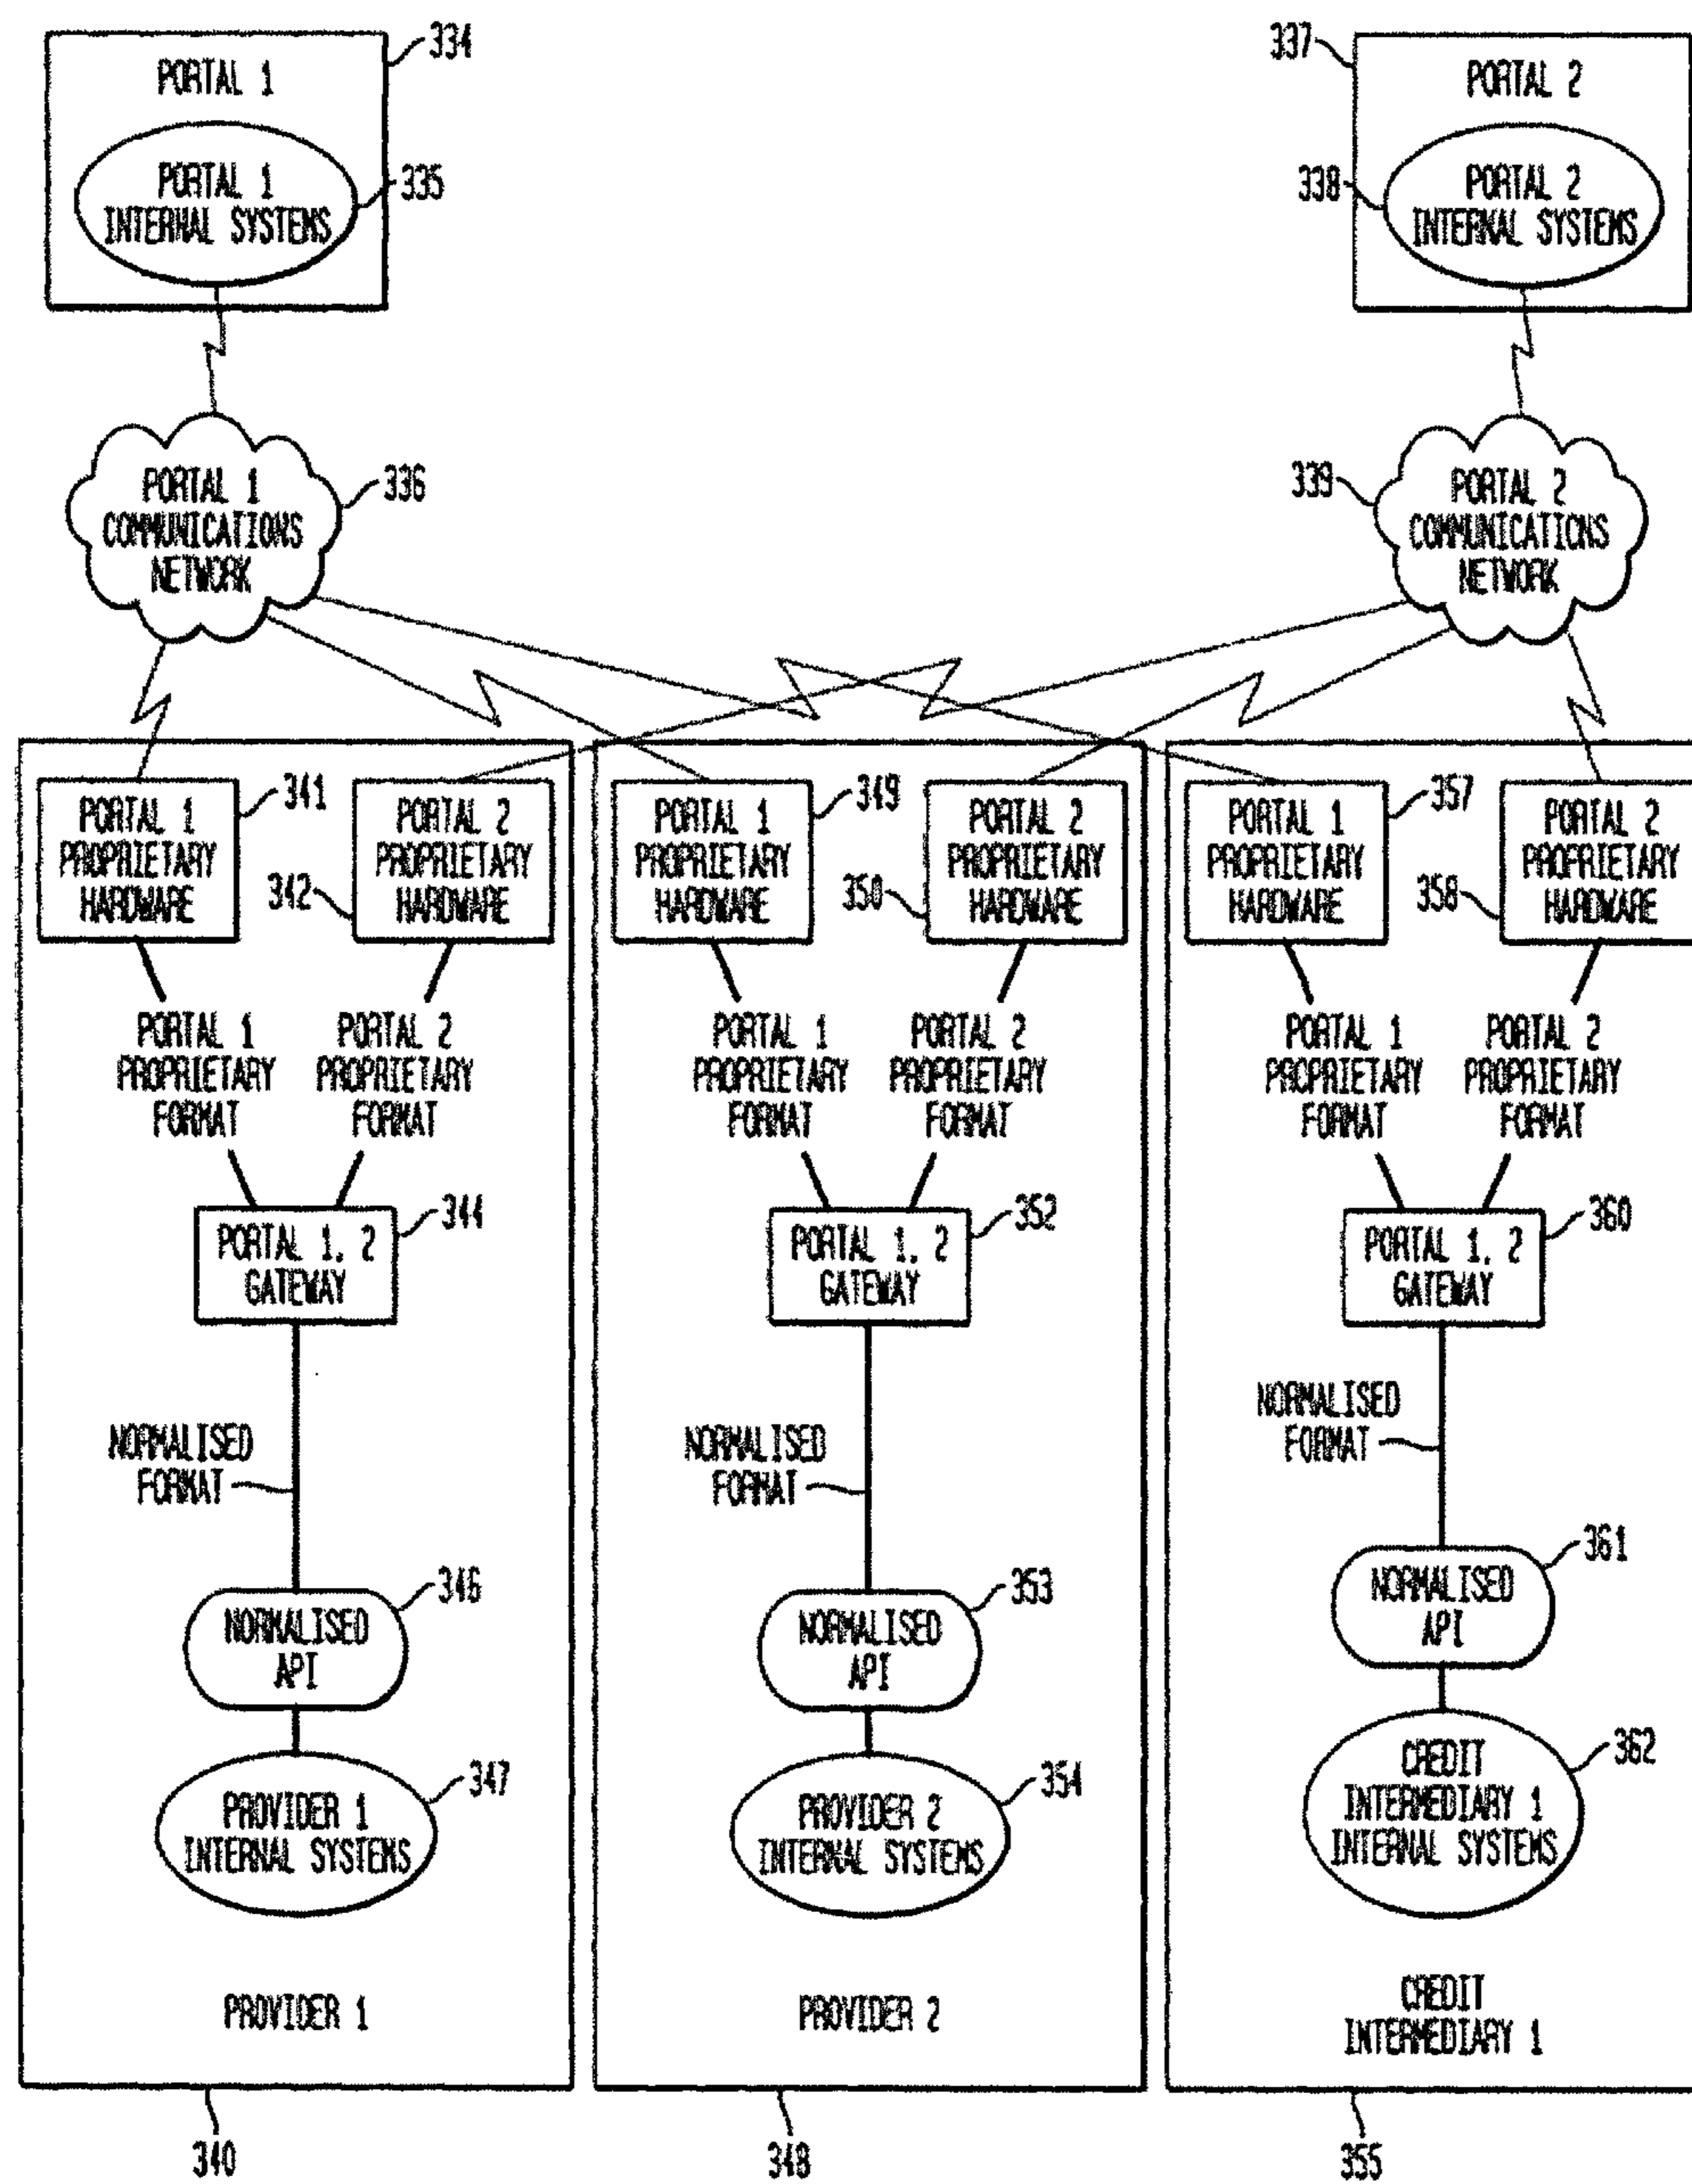 334
PORTAL 1
335
PORTAL 1
INTERNAL SYSTEMS
337
PORTAL 2
338
PORTAL 2
INTERNAL SYSTEMS
336
PORTAL 1
COMMUNICATIONS
NETWORK
339
PORTAL 2
COMMUNICATIONS
NETWORK
341
PORTAL 1
PROPRIETARY
HARDWARE
342
PORTAL 2
PROPRIETARY
HARDWARE
PORTAL 1
PROPRIETARY
FORMAT
PORTAL 2
PROPRIETARY
FORMAT
344
PORTAL 1, 2
GATEWAY
NORMALISED
FORMAT
346
NORMALISED
API
347
PROVIDER 1
INTERNAL SYSTEMS
PROVIDER 1
340
349
PORTAL 1
PROPRIETARY
HARDWARE
350
PORTAL 2
PROPRIETARY
HARDWARE
PORTAL 1
PROPRIETARY
FORMAT
PORTAL 2
PROPRIETARY
FORMAT
352
PORTAL 1, 2
GATEWAY
NORMALISED
FORMAT
353
NORMALISED
API
354
PROVIDER 2
INTERNAL SYSTEMS
PROVIDER 2
348
357
PORTAL 1
PROPRIETARY
HARDWARE
358
PORTAL 2
PROPRIETARY
HARDWARE
PORTAL 1
PROPRIETARY
FORMAT
PORTAL 2
PROPRIETARY
FORMAT
360
PORTAL 1, 2
GATEWAY
NORMALISED
FORMAT
361
NORMALISED
API
362
CREDIT
INTERMEDIARY 1
INTERNAL SYSTEMS
CREDIT
INTERMEDIARY 1
355